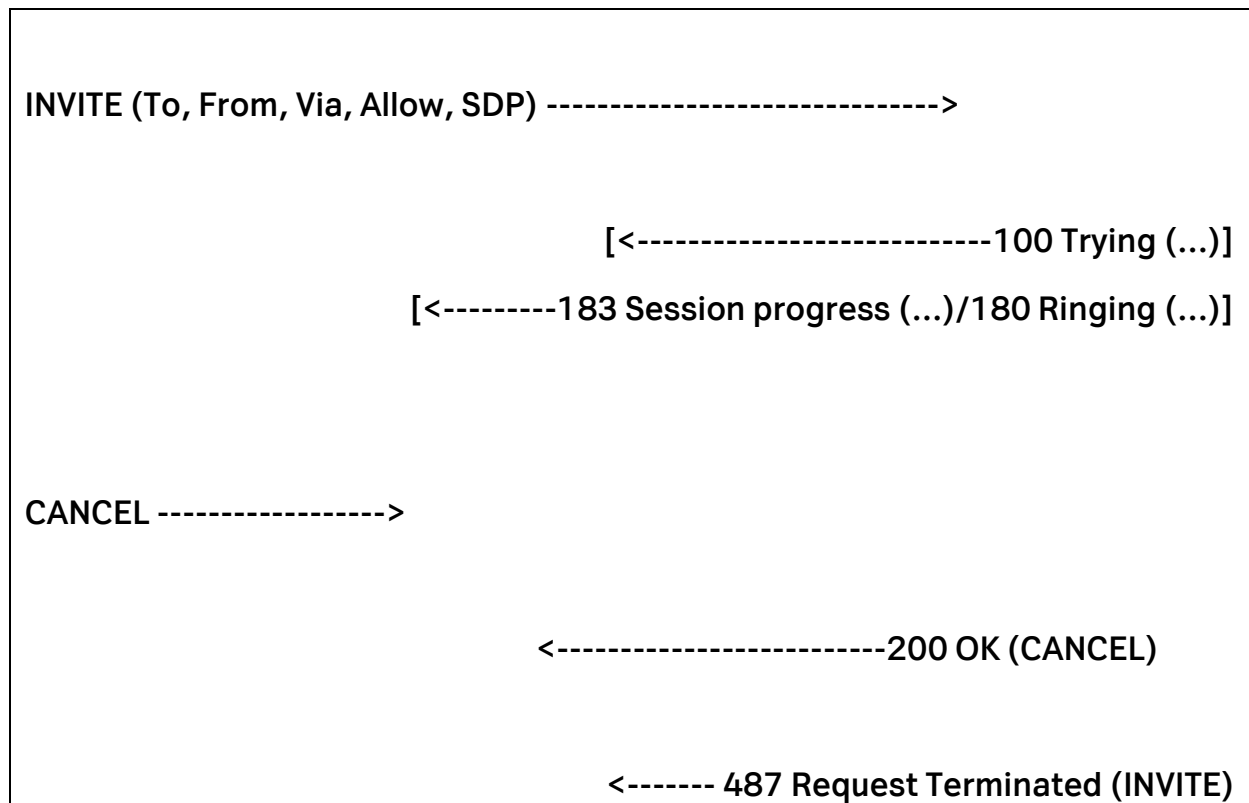 INVITE (To, From, Via, Allow, SDP) ------------------------------->
[<----------------------------100 Trying (...)]
[<---------183 Session progress (...)/180 Ringing (...)]
CANCEL ------------------>
<--------------------------200 OK (CANCEL)
<------- 487 Request Terminated (INVITE)